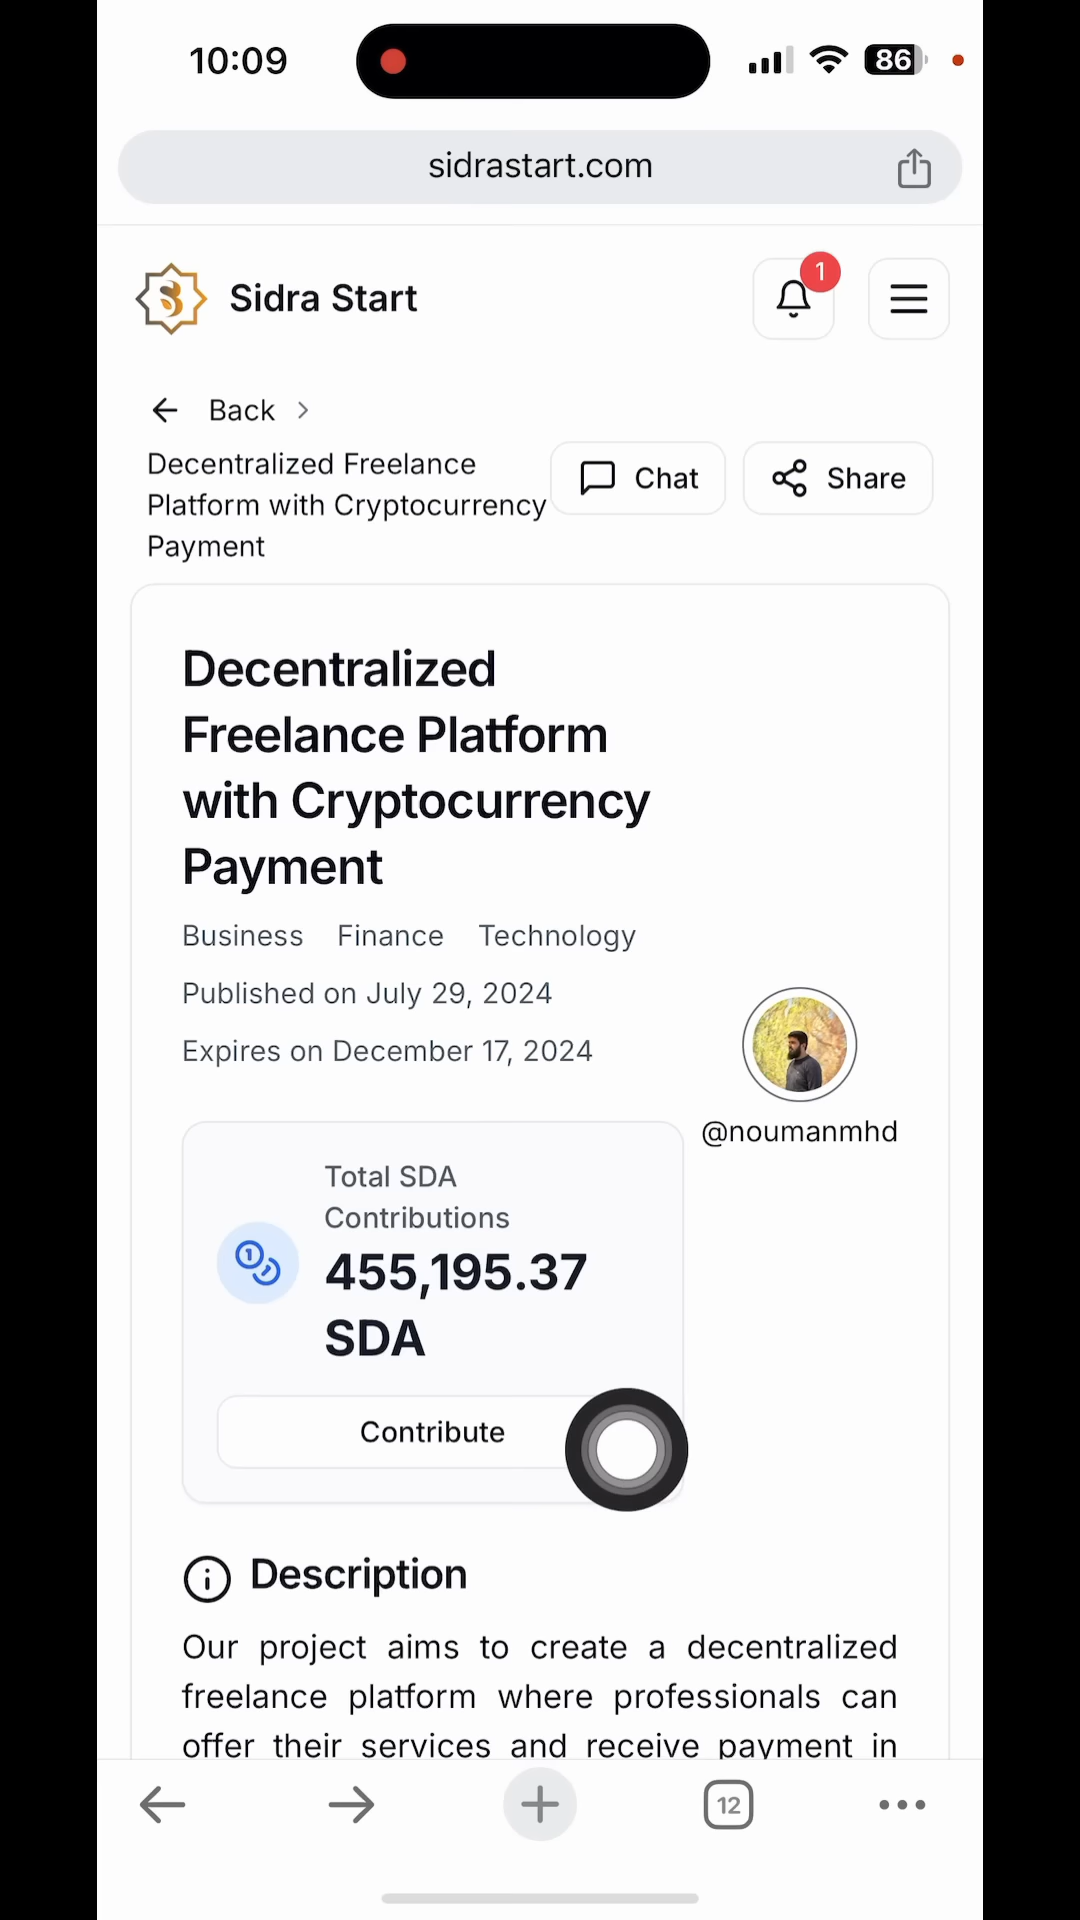 10:09
86
sidrastart.com
Sidra Start
1
Back
Decentralized Freelance
Platform with Cryptocurrency
Payment
Chat
Share
Decentralized
Freelance Platform
with Cryptocurrency
Payment
Business Finance Technology
Published on July 29, 2024
Expires on December 17, 2024
@noumanmhd
Total SDA
Contributions
455,195.37
SDA
Contribute
Description
Our project aims to create a decentralized
freelance platform where professionals can
offer their services and receive payment in
12